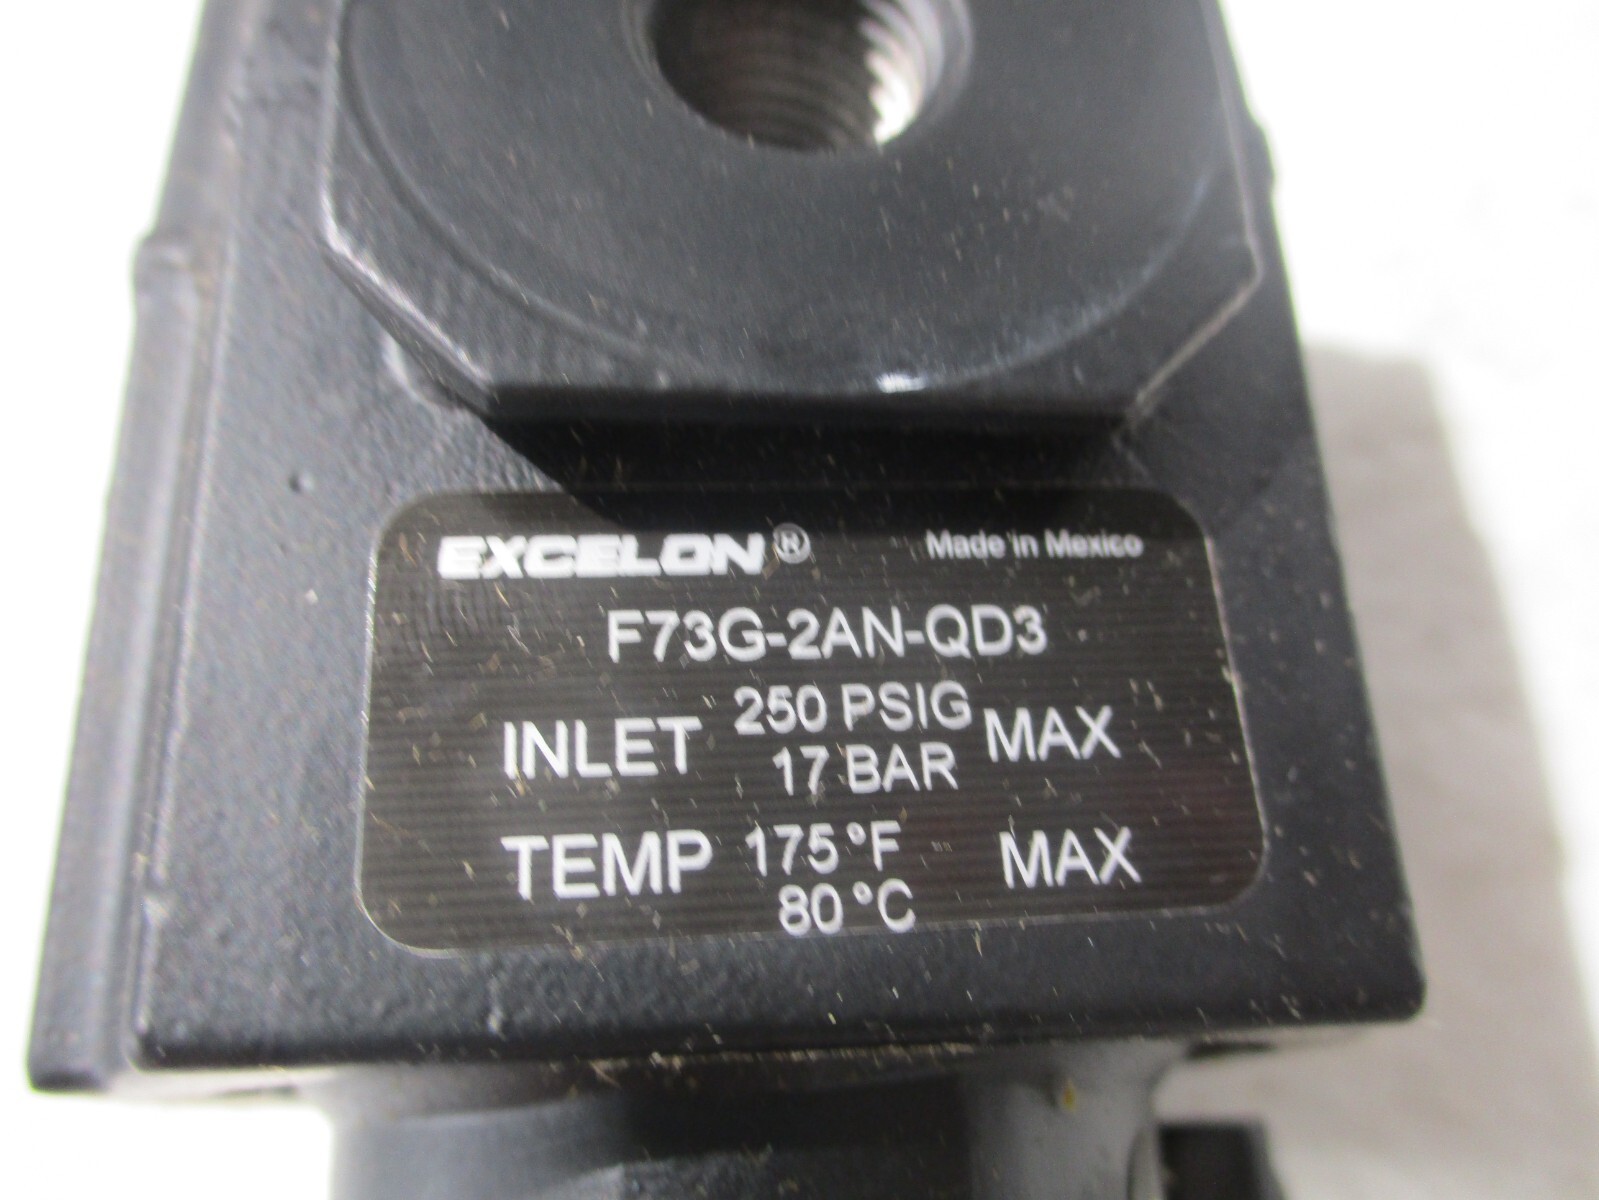 EXCELON® Made in Mexico
F73G-2AN-QD3
INLET 250 PSIG MAX
17 BAR
TEMP 175 °F MAX
80 °C